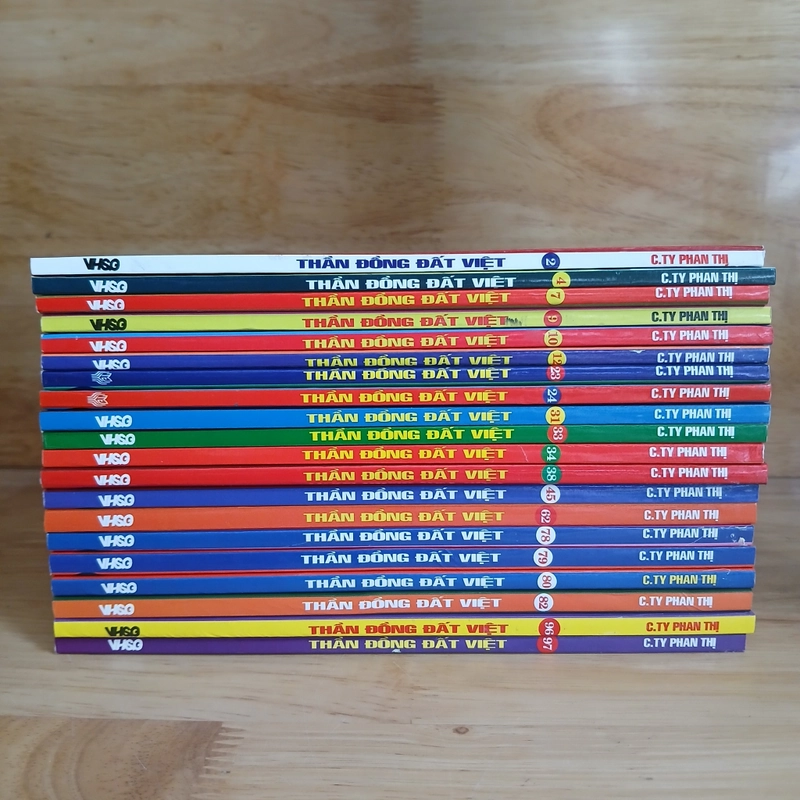 VHSG THẦN ĐỒNG ĐẤT VIỆT 2 C.TY PHAN THỊ
VHSG THẦN ĐỒNG ĐẤT VIỆT 4 C.TY PHAN THỊ
VHSG THẦN ĐỒNG ĐẤT VIỆT 7 C.TY PHAN THỊ
VHSG THẦN ĐỒNG ĐẤT VIỆT 9 C.TY PHAN THỊ
VHSG THẦN ĐỒNG ĐẤT VIỆT 10 C.TY PHAN THỊ
VHSG THẦN ĐỒNG ĐẤT VIỆT 12 C.TY PHAN THỊ
THẦN ĐỒNG ĐẤT VIỆT 23 C.TY PHAN THỊ
THẦN ĐỒNG ĐẤT VIỆT 24 C.TY PHAN THỊ
VHSG THẦN ĐỒNG ĐẤT VIỆT 31 C.TY PHAN THỊ
VHSG THẦN ĐỒNG ĐẤT VIỆT 33 C.TY PHAN THỊ
VHSG THẦN ĐỒNG ĐẤT VIỆT 34 C.TY PHAN THỊ
VHSG THẦN ĐỒNG ĐẤT VIỆT 38 C.TY PHAN THỊ
VHSG THẦN ĐỒNG ĐẤT VIỆT 45 C.TY PHAN THỊ
VHSG THẦN ĐỒNG ĐẤT VIỆT 62 C.TY PHAN THỊ
VHSG THẦN ĐỒNG ĐẤT VIỆT 78 C.TY PHAN THỊ
VHSG THẦN ĐỒNG ĐẤT VIỆT 79 C.TY PHAN THỊ
VHSG THẦN ĐỒNG ĐẤT VIỆT 80 C.TY PHAN THỊ
VHSG THẦN ĐỒNG ĐẤT VIỆT 82 C.TY PHAN THỊ
VHSG THẦN ĐỒNG ĐẤT VIỆT 96 C.TY PHAN THỊ
VHSG THẦN ĐỒNG ĐẤT VIỆT 97 C.TY PHAN THỊ